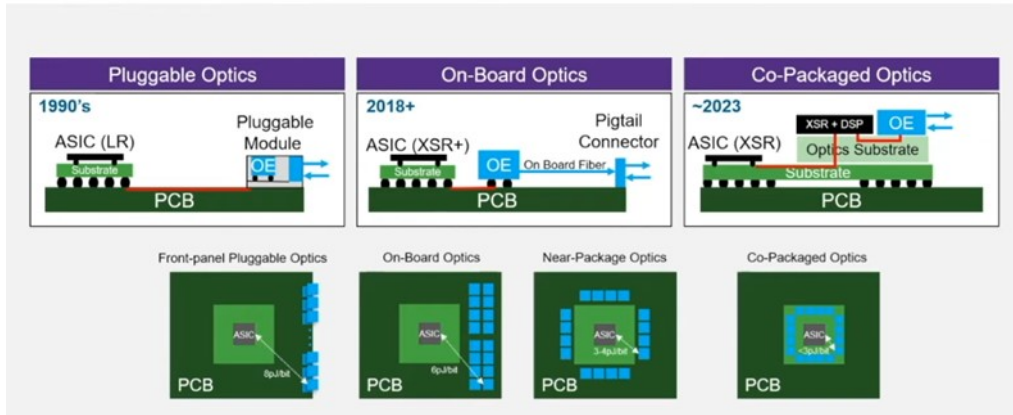 Pluggable Optics
1990's
ASIC (LR)
Substrate
Pluggable
Module
OE
PCB
On-Board Optics
2018+
ASIC (XSR+)
Substrate
OE
On Board Fiber
Pigtail
Connector
PCB
Co-Packaged Optics
~2023
ASIC (XSR)
XSR + DSP
OE
Optics Substrate
Substrate
PCB
Front-panel Pluggable Optics
ASIC
8pJ/bit
PCB
On-Board Optics
ASIC
6pJ/bit
PCB
Near-Package Optics
ASIC
3-4pJ/bit
PCB
Co-Packaged Optics
ASIC
<3pJ/bit
PCB